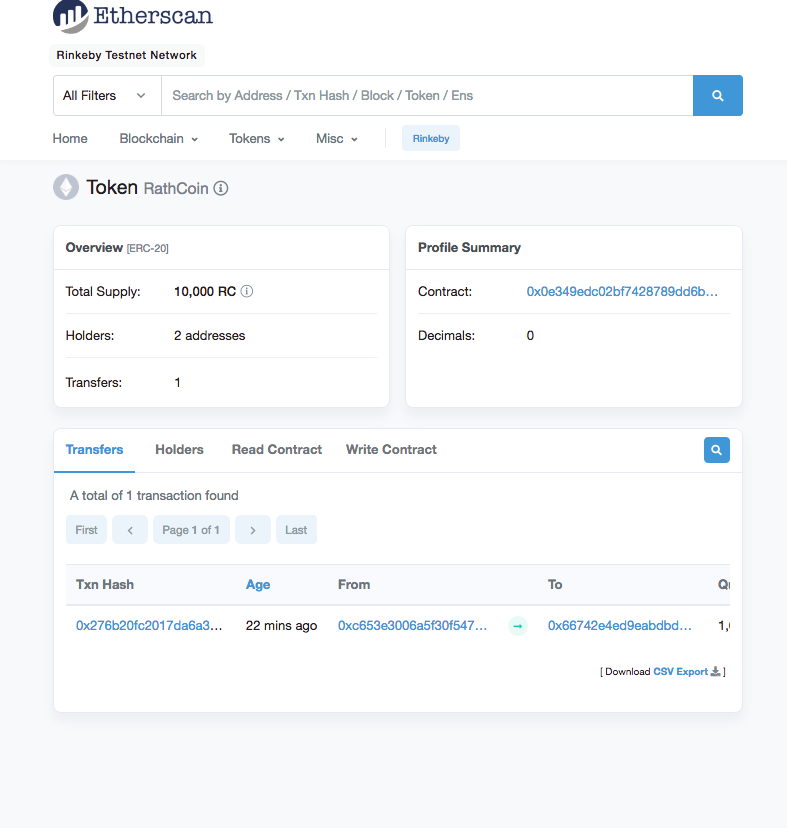 Etherscan
Rinkeby Testnet Network
All Filters Search by Address / Txn Hash / Block / Token / Ens
Home Blockchain Tokens Misc Rinkeby
Token RathCoin
Overview [ERC-20]
Total Supply: 10,000 RC
Holders: 2 addresses
Transfers: 1
Profile Summary
Contract: 0x0e349edc02bf7428789dd6b...
Decimals: 0
Transfers Holders Read Contract Write Contract
A total of 1 transaction found
First < Page 1 of 1 > Last
Txn Hash Age From To
0x276b20fc2017da6a3... 22 mins ago 0xc653e3006a5f30f547... → 0x66742e4ed9eabdbd...
[ Download CSV Export ]